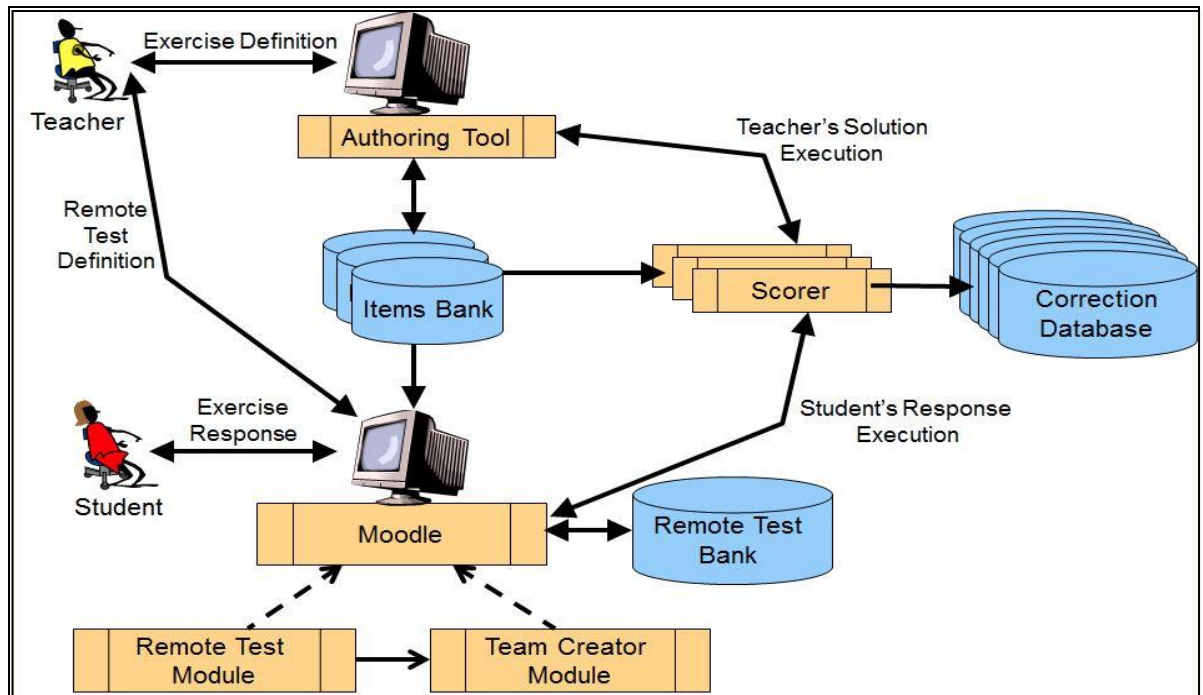 Exercise Definition
Teacher
Authoring Tool
Teacher's Solution
Execution
Remote
Test
Definition
Items Bank
Scorer
Correction
Database
Exercise
Response
Student's Response
Execution
Student
Moodle
Remote Test
Bank
Remote Test
Module
Team Creator
Module